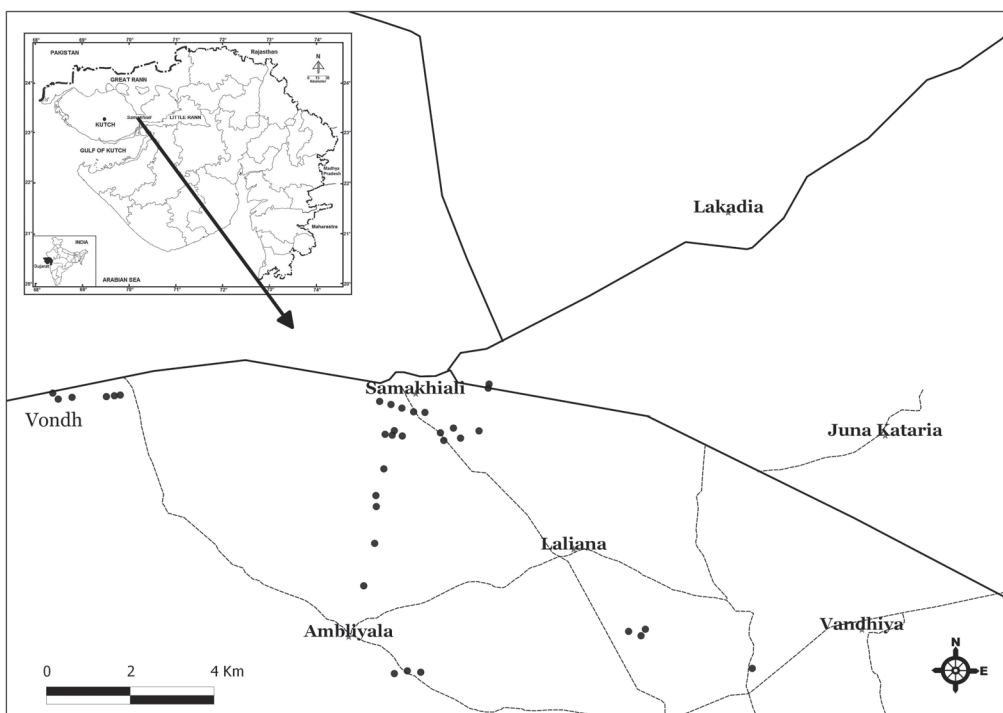 PAKISTAN
Rajasthan
N
GREAT RANN
24°
KUTCH
Samakhiali
LITTLE RANN
23°
GULF OF KUTCH
Madhya
Pradesh
22°
Maharastra
21°
INDIA
Gujarat
ARABIAN SEA
20°
68° 69° 70° 71° 72° 73° 74°
Lakadia
Samakhiali
Vondh
Juna Kataria
Laliana
Ambliyala
Vandhiya
N
E
0 2 4 Km